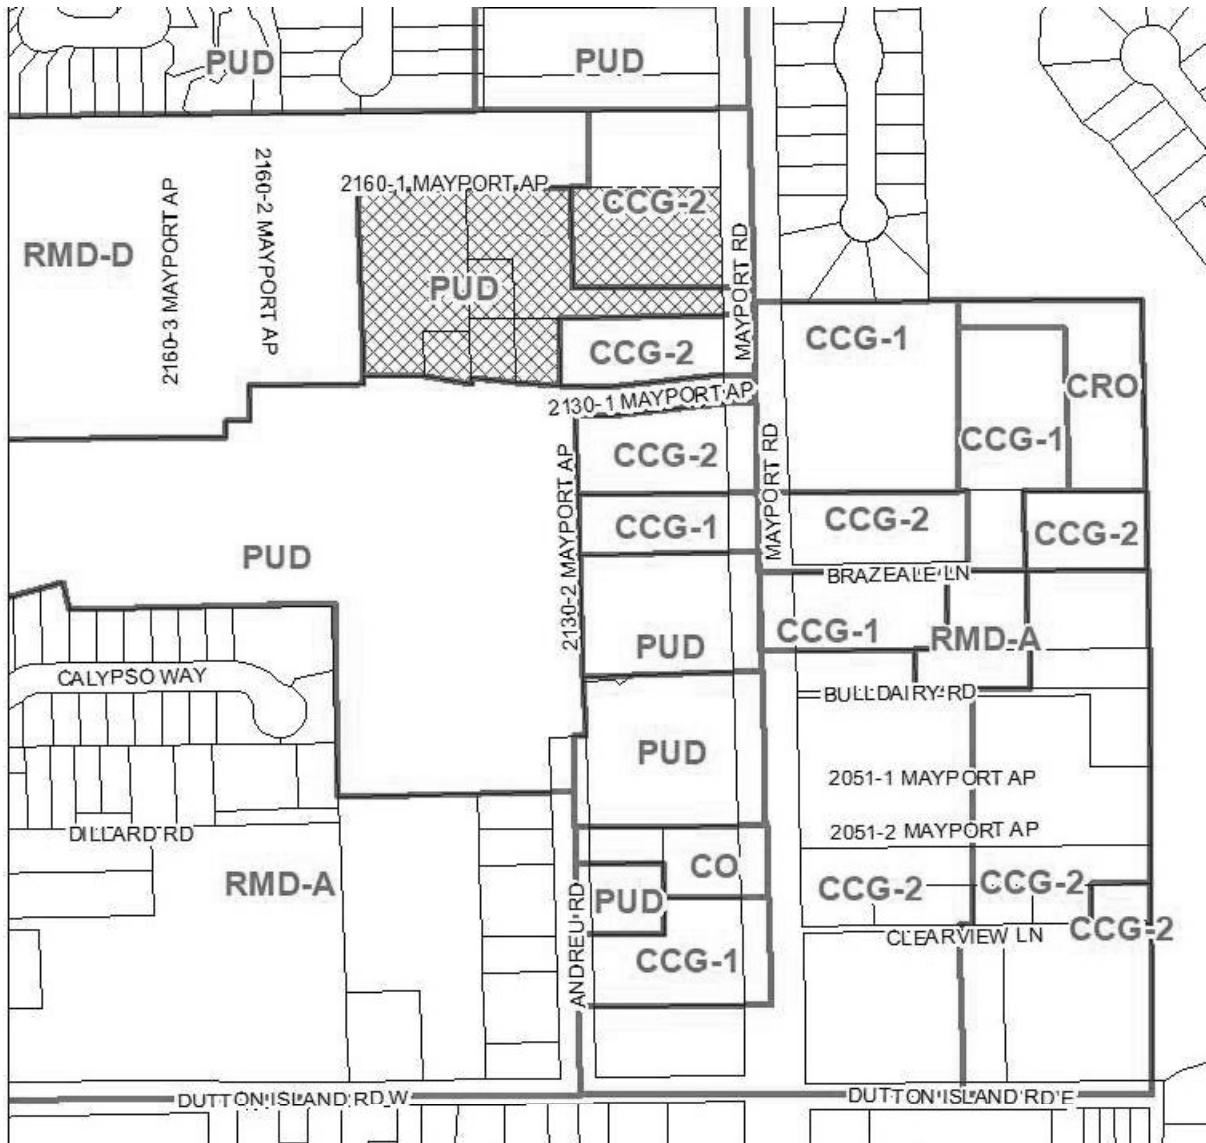 PUD
PUD
2160-1 MAYPORT AP
2160-2 MAYPORT AP
2160-3 MAYPORT AP
CCG-2
RMD-D
PUD
MAYPORT RD
CCG-1
CCG-2
CRO
2130-1 MAYPORT AP
CCG-1
CCG-2
2130-2 MAYPORT AP
MAYPORT RD
CCG-1
CCG-2
CCG-2
PUD
BRAZEALE LN
CCG-1
RMD-A
PUD
CALYPSO WAY
BULLDAIRY RD
PUD
2051-1 MAYPORT AP
DILLARD RD
2051-2 MAYPORT AP
CO
RMD-A
CCG-2
CCG-2
PUD
ANDREU RD
CCG-2
CLEARVIEW LN
CCG-1
DUTTON ISLAND RD W
DUTTON ISLAND RD E